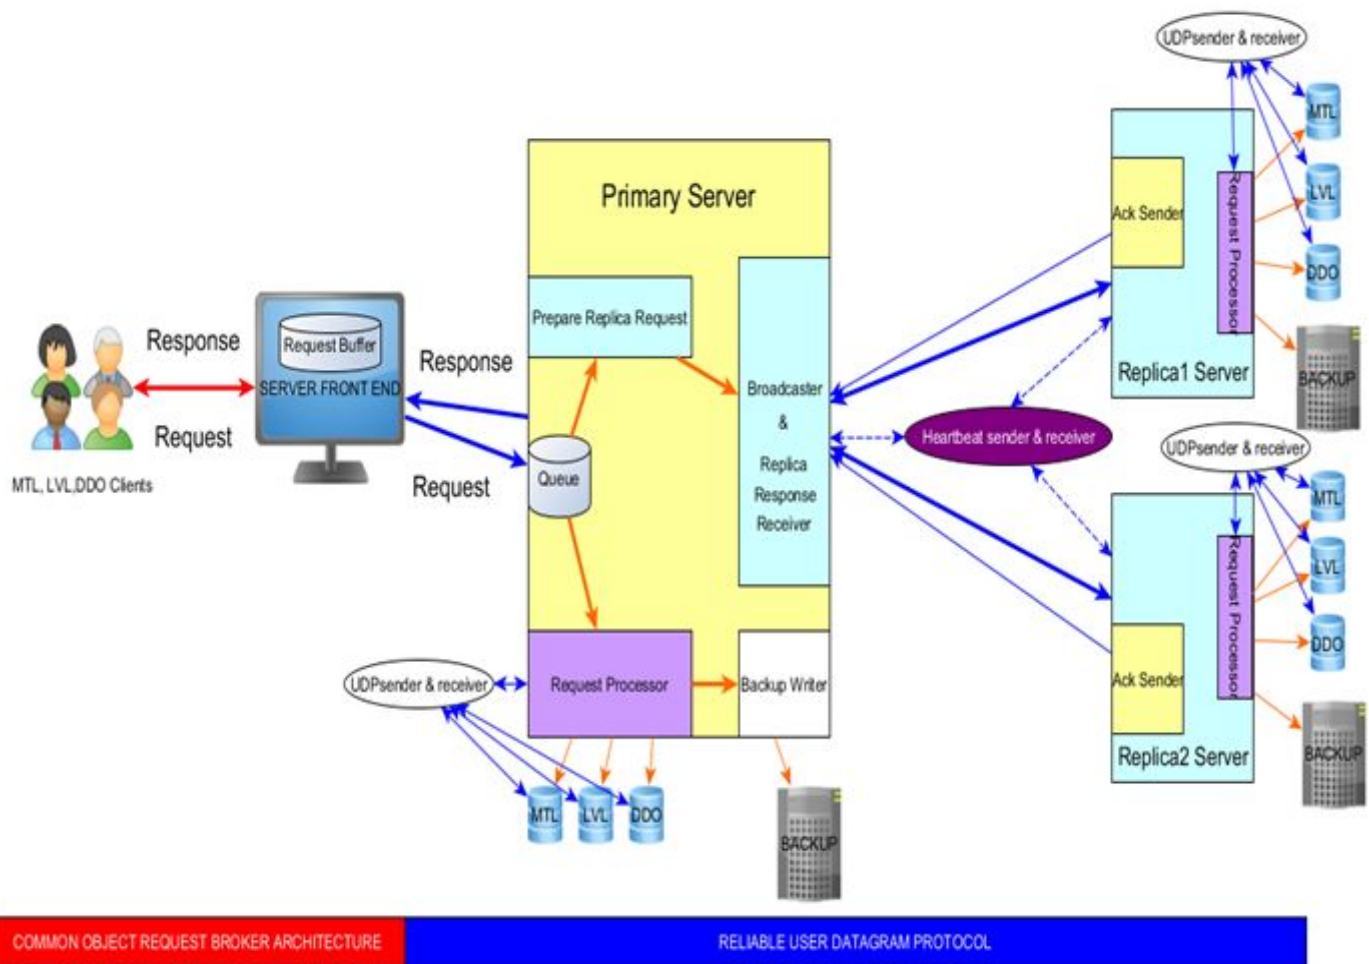 MTL, LVL,DDO Clients
Response
Request
Request Buffer
SERVER FRONT END
Response
Request
Primary Server
Prepare Replica Request
Queue
Broadcaster
&
Replica
Response
Receiver
Request Processor
Backup Writer
UDPsender & receiver
MTL
LVL
DDO
BACKUP
Heartbeat sender & receiver
UDPsender & receiver
Ack Sender
Request Processor
Replica1 Server
MTL
LVL
DDO
BACKUP
UDPsender & receiver
Request Processor
Ack Sender
Replica2 Server
MTL
LVL
DDO
BACKUP
COMMON OBJECT REQUEST BROKER ARCHITECTURE
RELIABLE USER DATAGRAM PROTOCOL